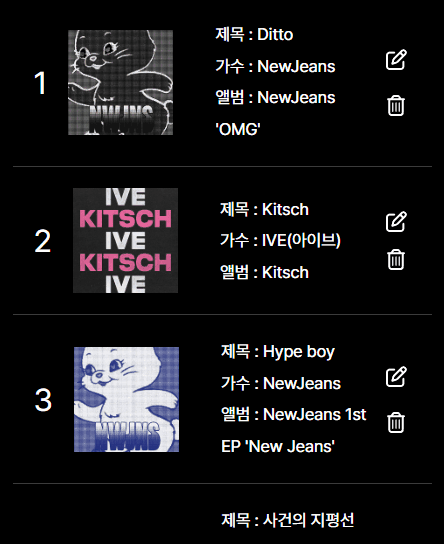 1
NWJNS
제목 : Ditto
가수 : NewJeans
앨범 : NewJeans
'OMG'
2
IVE
KITSCH
IVE
KITSCH
IVE
제목 : Kitsch
가수 : IVE(아이브)
앨범 : Kitsch
3
NWJNS
제목 : Hype boy
가수 : NewJeans
앨범 : NewJeans 1st
EP 'New Jeans'
제목 : 사건의 지평선